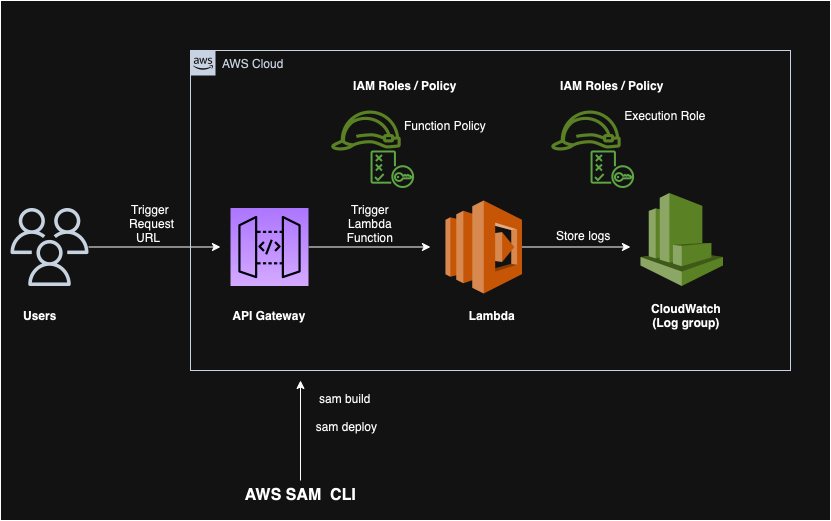 aws
AWS Cloud
IAM Roles / Policy
Function Policy
IAM Roles / Policy
Execution Role
Trigger
Request
URL
Trigger
Lambda
Function
Store logs
</>
Users
API Gateway
Lambda
CloudWatch
(Log group)
sam build
sam deploy
AWS SAM CLI